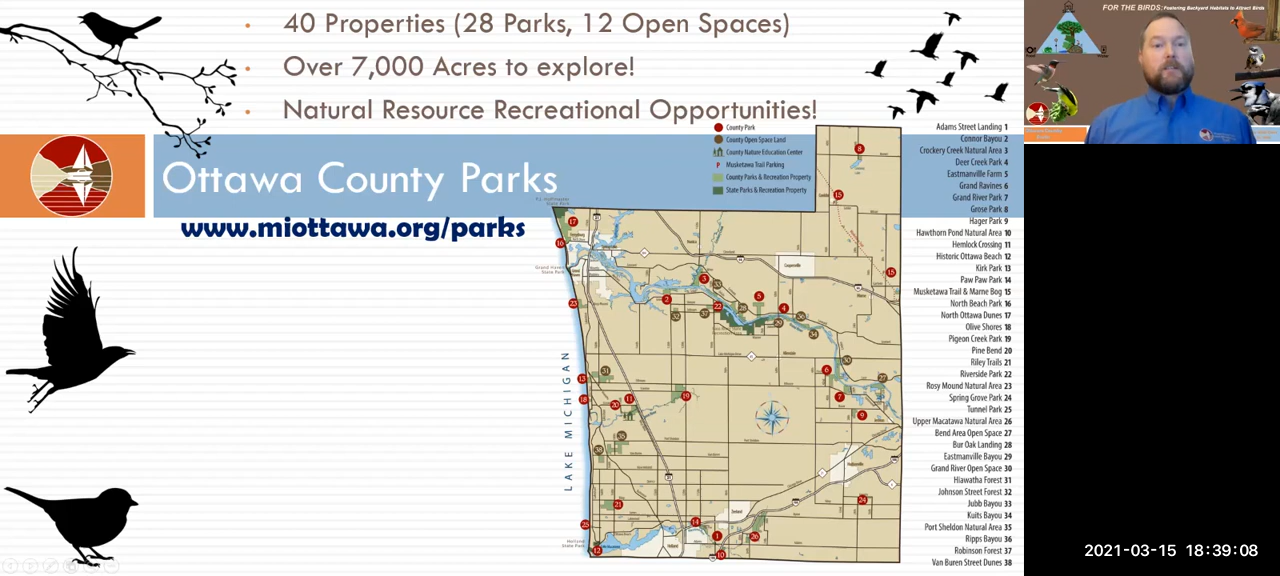 40 Properties (28 Parks, 12 Open Spaces)
Over 7,000 Acres to explore!
Natural Resource Recreational Opportunities!
Ottawa County Parks
www.miottawa.org/parks
FOR THE BIRDS: Fostering Backyard Habitats to Attract Birds
County Park
County Open Space Land
County Nature Education Center
P Musketawa Trail Parking
County Parks & Recreation Property
State Parks & Recreation Property
LAKE MICHIGAN
Adams Street Landing 1
Connor Bayou 2
Crockery Creek Natural Area 3
Deer Creek Park 4
Eastmanville Farm 5
Grand Ravines 6
Grand River Park 7
Grose Park 8
Hager Park 9
Hawthorn Pond Natural Area 10
Hemlock Crossing 11
Historic Ottawa Beach 12
Kirk Park 13
Paw Paw Park 14
Musketawa Trail & Marne Bog 15
North Beach Park 16
North Ottawa Dunes 17
Olive Shores 18
Pigeon Creek Park 19
Pine Bend 20
Riley Trails 21
Riverside Park 22
Rosy Mound Natural Area 23
Spring Grove Park 24
Tunnel Park 25
Upper Macatawa Natural Area 26
Bend Area Open Space 27
Bur Oak Landing 28
Eastmanville Bayou 29
Grand River Open Space 30
Hiawatha Forest 31
Johnson Street Forest 32
Jubb Bayou 33
Kuits Bayou 34
Port Sheldon Natural Area 35
Ripps Bayou 36
Robinson Forest 37
Van Buren Street Dunes 38
2021-03-15 18:39:08